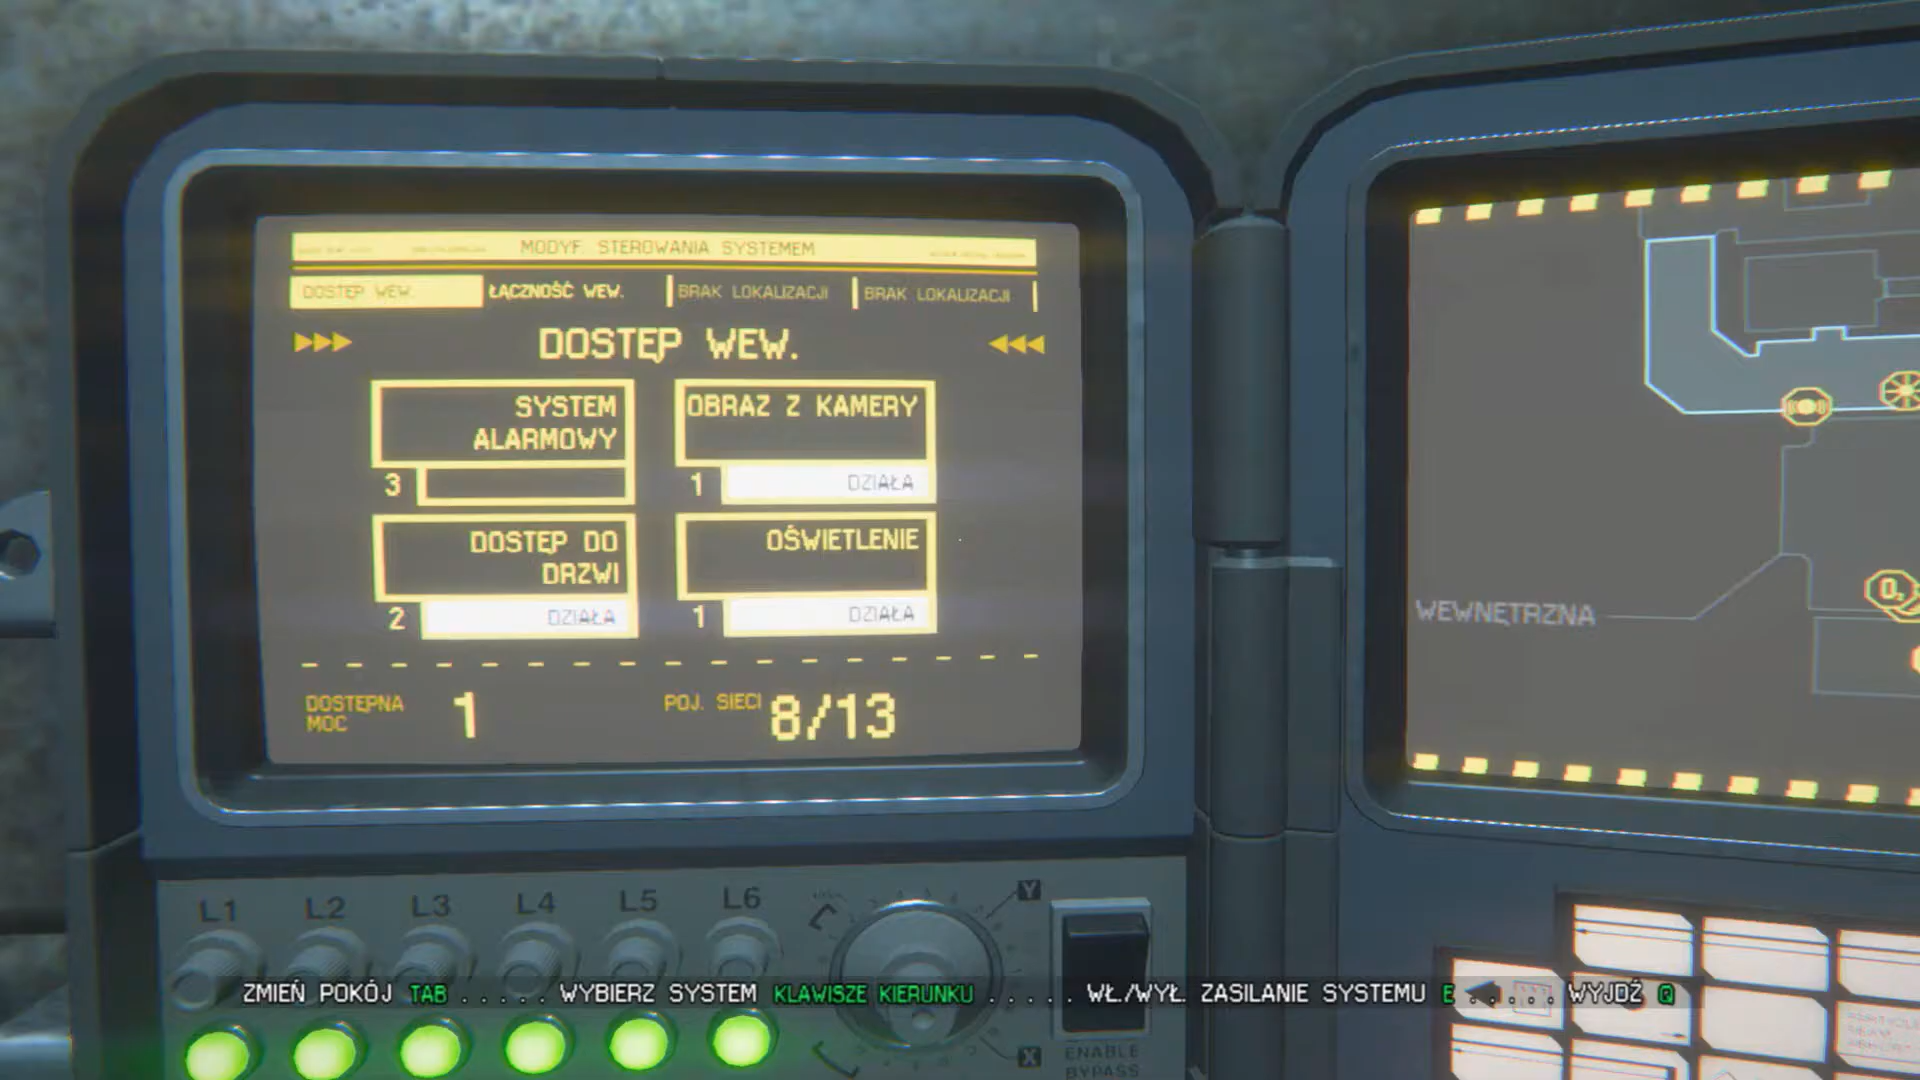 MODYF. STEROWANIA SYSTEMEM
DOSTĘP WEW. ŁĄCZNOŚĆ WEW. BRAK LOKALIZACJI BRAK LOKALIZACJI
DOSTĘP WEW.
SYSTEM
ALARMOWY
3
OBRAZ Z KAMERY
1 DZIAŁA
DOSTĘP DO
DRZWI
2 DZIAŁA
OŚWIETLENIE
1 DZIAŁA
DOSTĘPNA
MOC
1
POJ. SIECI 8/13
WEWNĘTRZNA
O₂
L1 L2 L3 L4 L5 L6
Y
X
ENABLE
BYPASS
ZMIEŃ POKÓJ TAB ..... WYBIERZ SYSTEM KLAWISZE KIERUNKU ..... WŁ./WYŁ. ZASILANIE SYSTEMU E ..... WYJDŹ Q